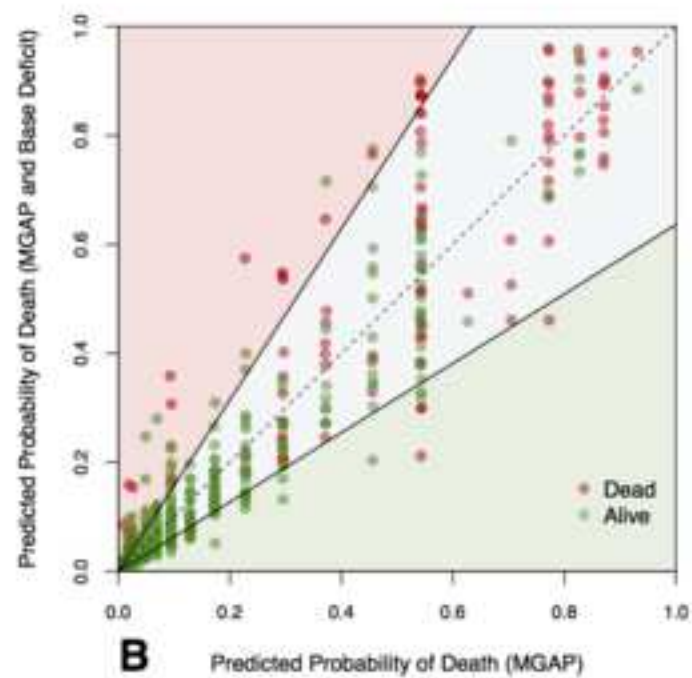 Predicted Probability of Death (MGAP and Base Deficit)
1.0
0.8
0.6
0.4
0.2
0.0
Dead
Alive
0.0 0.2 0.4 0.6 0.8 1.0
B Predicted Probability of Death (MGAP)